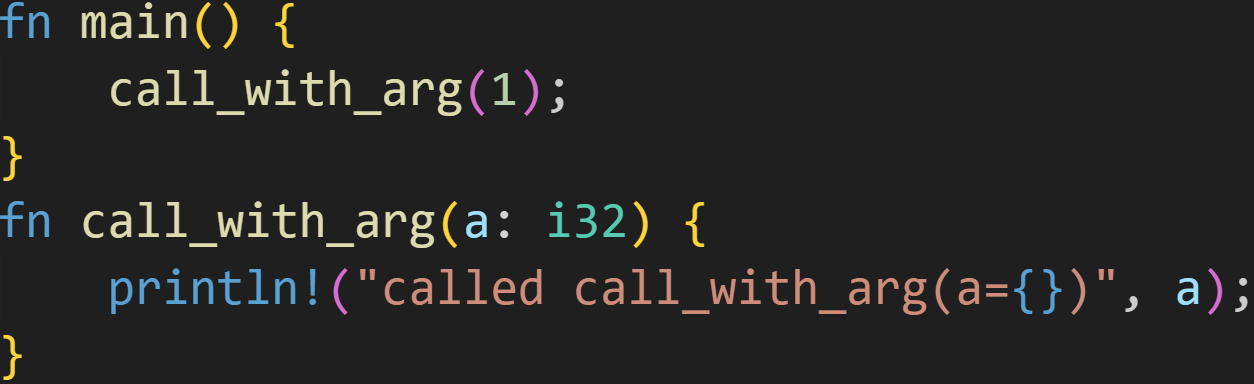 fn main() {
    call_with_arg(1);
}
fn call_with_arg(a: i32) {
    println!("called call_with_arg(a={})", a);
}